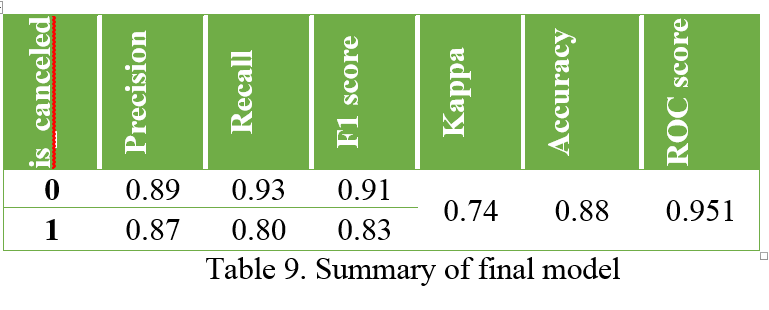 is_canceled Precision Recall F1 score Kappa Accuracy ROC score
0 0.89 0.93 0.91
0.74 0.88 0.951
1 0.87 0.80 0.83
Table 9. Summary of final model